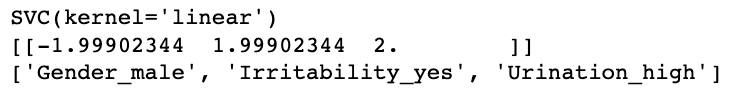 SVC(kernel='linear')
[[-1.99902344  1.99902344  2.        ]]
['Gender_male', 'Irritability_yes', 'Urination_high']